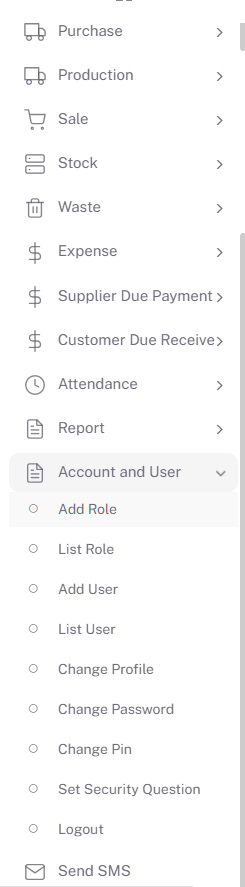 Purchase
Production
Sale
Stock
Waste
Expense
Supplier Due Payment
Customer Due Receive
Attendance
Report
Account and User
Add Role
List Role
Add User
List User
Change Profile
Change Password
Change Pin
Set Security Question
Logout
Send SMS